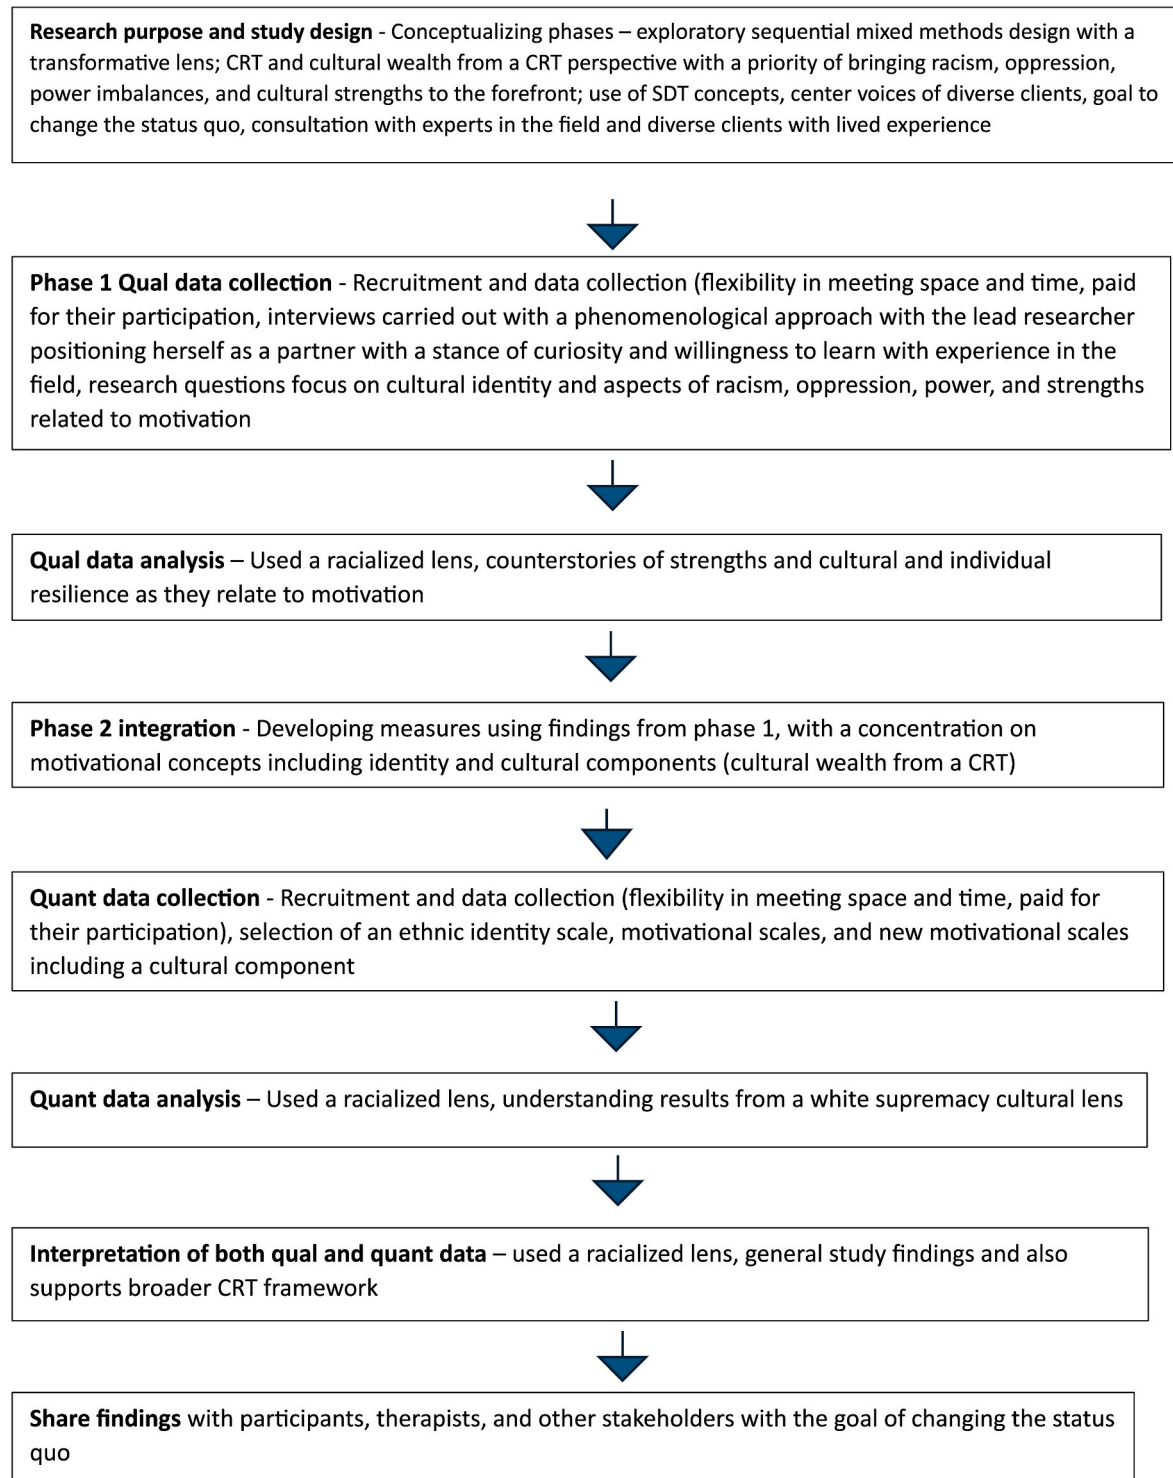 Research purpose and study design - Conceptualizing phases – exploratory sequential mixed methods design with a
transformative lens; CRT and cultural wealth from a CRT perspective with a priority of bringing racism, oppression,
power imbalances, and cultural strengths to the forefront; use of SDT concepts, center voices of diverse clients, goal to
change the status quo, consultation with experts in the field and diverse clients with lived experience
Phase 1 Qual data collection - Recruitment and data collection (flexibility in meeting space and time, paid
for their participation, interviews carried out with a phenomenological approach with the lead researcher
positioning herself as a partner with a stance of curiosity and willingness to learn with experience in the
field, research questions focus on cultural identity and aspects of racism, oppression, power, and strengths
related to motivation
Qual data analysis – Used a racialized lens, counterstories of strengths and cultural and individual
resilience as they relate to motivation
Phase 2 integration - Developing measures using findings from phase 1, with a concentration on
motivational concepts including identity and cultural components (cultural wealth from a CRT)
Quant data collection - Recruitment and data collection (flexibility in meeting space and time, paid for
their participation), selection of an ethnic identity scale, motivational scales, and new motivational scales
including a cultural component
Quant data analysis – Used a racialized lens, understanding results from a white supremacy cultural lens
Interpretation of both qual and quant data – used a racialized lens, general study findings and also
supports broader CRT framework
Share findings with participants, therapists, and other stakeholders with the goal of changing the status
quo